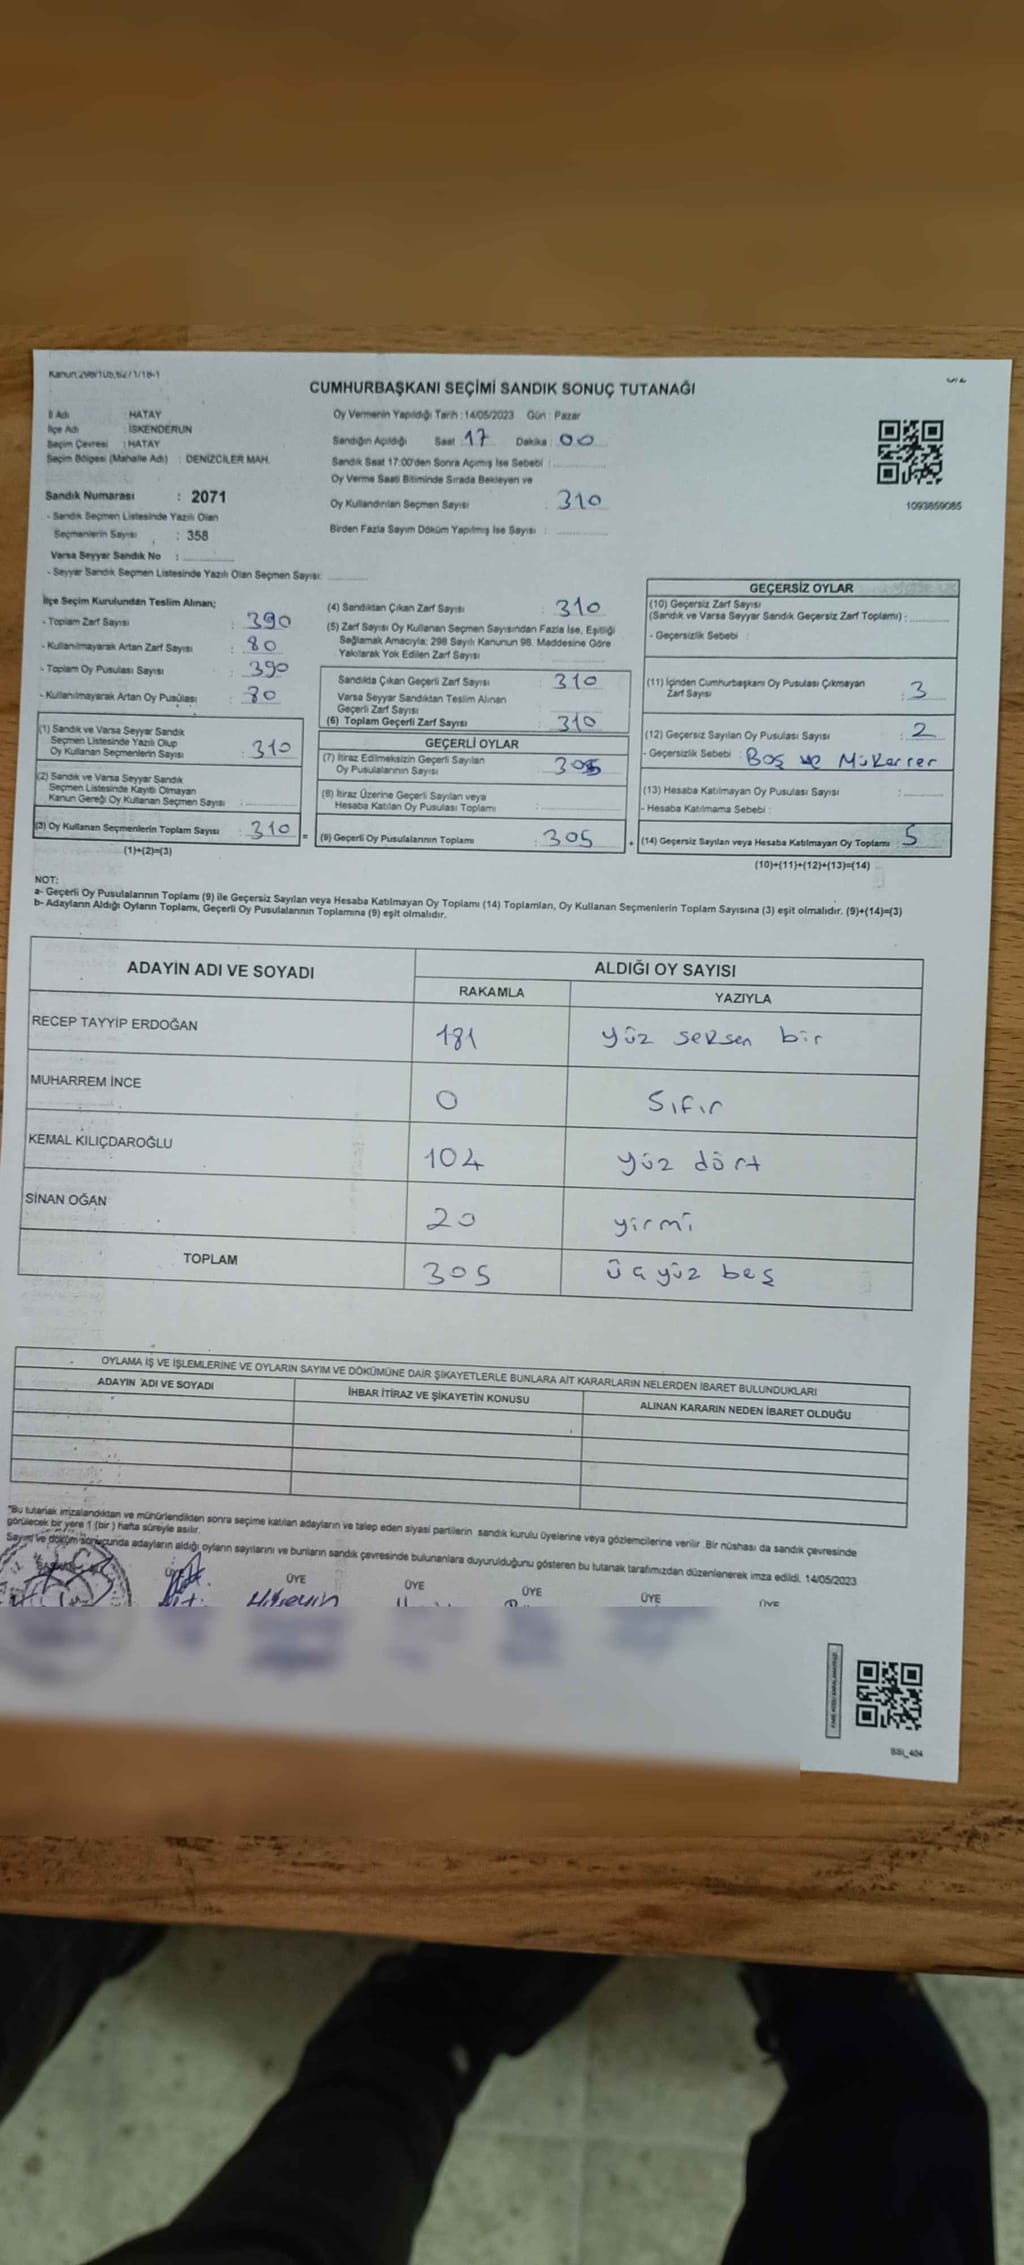 Kanun:298/105,6271/18-1
CUMHURBAŞKANI SEÇİMİ SANDIK SONUÇ TUTANAĞI
İl Adı HATAY
İlçe Adı İSKENDERUN
Seçim Çevresi : HATAY
Seçim Bölgesi (Mahalle Adı) : DENİZCİLER MAH.
Sandık Numarası : 2071
- Sandık Seçmen Listesinde Yazılı Olan
Seçmenlerin Sayısı : 358
Varsa Seyyar Sandık No :
- Seyyar Sandık Seçmen Listesinde Yazılı Olan Seçmen Sayısı:
Oy Vermenin Yapıldığı Tarih :14/05/2023 Gün : Pazar
Sandığın Açıldığı Saat : 17 Dakika : 00
Sandık Saat 17:00'den Sonra Açımış İse Sebebi :
Oy Verme Saati Bitiminde Sırada Bekleyen ve
Oy Kullandırılan Seçmen Sayısı : 310
Birden Fazla Sayım Döküm Yapılmış İse Sayısı :
1093859085
İlçe Seçim Kurulundan Teslim Alınan;
- Toplam Zarf Sayısı : 390
- Kullanılmayarak Artan Zarf Sayısı : 80
- Toplam Oy Pusulası Sayısı : 390
- Kullanılmayarak Artan Oy Pusulası : 80
(1) Sandık ve Varsa Seyyar Sandık
Seçmen Listesinde Yazılı Olup
Oy Kullanan Seçmenlerin Sayısı : 310
(2) Sandık ve Varsa Seyyar Sandık
Seçmen Listesinde Kayıtlı Olmayan
Kanun Gereği Oy Kullanan Seçmen Sayısı :
(3) Oy Kullanan Seçmenlerin Toplam Sayısı : 310
(1)+(2)=(3)
(4) Sandıktan Çıkan Zarf Sayısı : 310
(5) Zarf Sayısı Oy Kullanan Seçmen Sayısından Fazla İse, Eşitliği
Sağlamak Amacıyla; 298 Sayılı Kanunun 98. Maddesine Göre
Yakılarak Yok Edilen Zarf Sayısı :
Sandıkda Çıkan Geçerli Zarf Sayısı : 310
Varsa Seyyar Sandıktan Teslim Alınan
Geçerli Zarf Sayısı :
(6) Toplam Geçerli Zarf Sayısı : 310
GEÇERLİ OYLAR
(7) İtiraz Edilmeksizin Geçerli Sayılan
Oy Pusulalarının Sayısı : 305
(8) İtiraz Üzerine Geçerli Sayılan veya
Hesaba Katılan Oy Pusulası Toplamı :
= (9) Geçerli Oy Pusulalarının Toplamı : 305 +
GEÇERSİZ OYLAR
(10) Geçersiz Zarf Sayısı
(Sandık ve Varsa Seyyar Sandık Geçersiz Zarf Toplamı) :
- Geçersizlik Sebebi :
(11) İçinden Cumhurbaşkanı Oy Pusulası Çıkmayan
Zarf Sayısı : 3
(12) Geçersiz Sayılan Oy Pusulası Sayısı : 2
- Geçersizlik Sebebi : Boş ve Mükerrer
(13) Hesaba Katılmayan Oy Pusulası Sayısı :
- Hesaba Katılmama Sebebi :
(14) Geçersiz Sayılan veya Hesaba Katılmayan Oy Toplamı : 5
(10)+(11)+(12)+(13)=(14)
NOT:
a- Geçerli Oy Pusulalarının Toplamı (9) ile Geçersiz Sayılan veya Hesaba Katılmayan Oy Toplamı (14) Toplamları, Oy Kullanan Seçmenlerin Toplam Sayısına (3) eşit olmalıdır. (9)+(14)=(3)
b- Adayların Aldığı Oyların Toplamı, Geçerli Oy Pusulalarının Toplamına (9) eşit olmalıdır.
ADAYIN ADI VE SOYADI ALDIĞI OY SAYISI
RAKAMLA YAZIYLA
RECEP TAYYİP ERDOĞAN 181 yüz seksen bir
MUHARREM İNCE 0 Sıfır
KEMAL KILIÇDAROĞLU 104 yüz dört
SİNAN OĞAN 20 yirmi
TOPLAM 305 üçyüz beş
OYLAMA İŞ VE İŞLEMLERİNE VE OYLARIN SAYIM VE DÖKÜMÜNE DAİR ŞİKAYETLERLE BUNLARA AİT KARARLARIN NELERDEN İBARET BULUNDUKLARI
ADAYIN ADI VE SOYADI İHBAR İTİRAZ VE ŞİKAYETİN KONUSU ALINAN KARARIN NEDEN İBARET OLDUĞU
"Bu tutanak imzalandıktan ve mühürlendikten sonra seçime katılan adayların ve talep eden siyasi partilerin sandık kurulu üyelerine veya gözlemcilerine verilir. Bir nüshası da sandık çevresinde
görülecek bir yere 1 (bir) hafta süreyle asılır.
Sayım ve döküm sonucunda adayların aldığı oyların sayılarını ve bunların sandık çevresinde bulunanlara duyurulduğunu gösteren bu tutanak tarafımızdan düzenlenerek imza edildi. 14/05/2023
BAŞKAN ÜYE ÜYE ÜYE ÜYE ÜYE ÜYE
Hüseyin